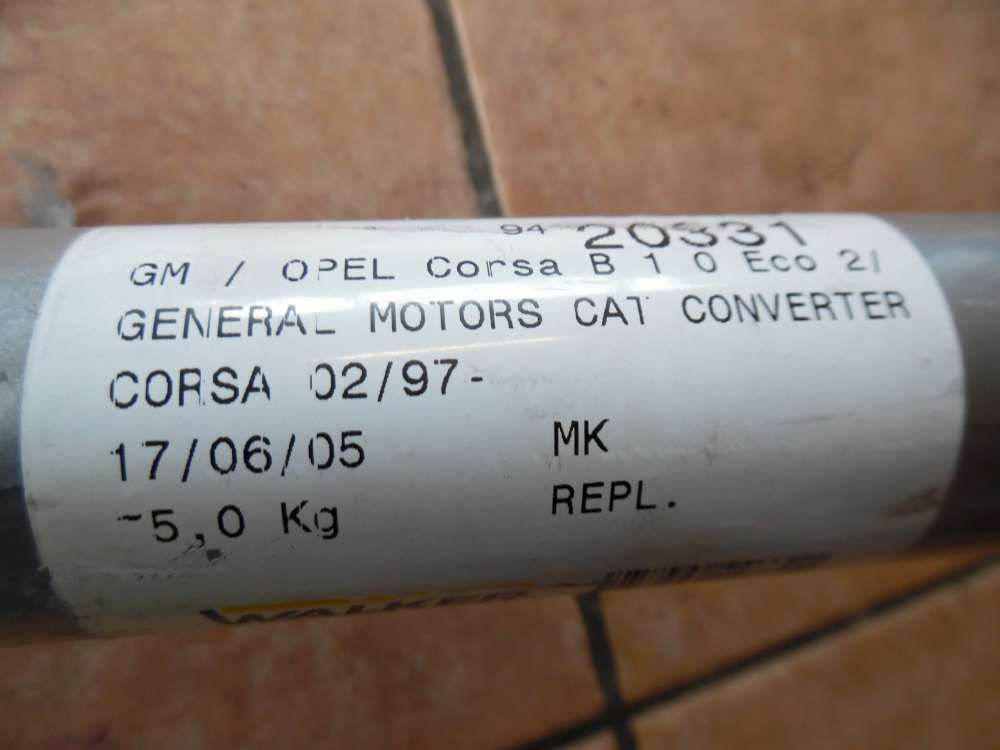 94 20331
GM / OPEL Corsa B 1 0 Eco 2/
GENERAL MOTORS CAT CONVERTER
CORSA 02/97-
17/06/05 MK
~5,0 Kg REPL.
WALKER